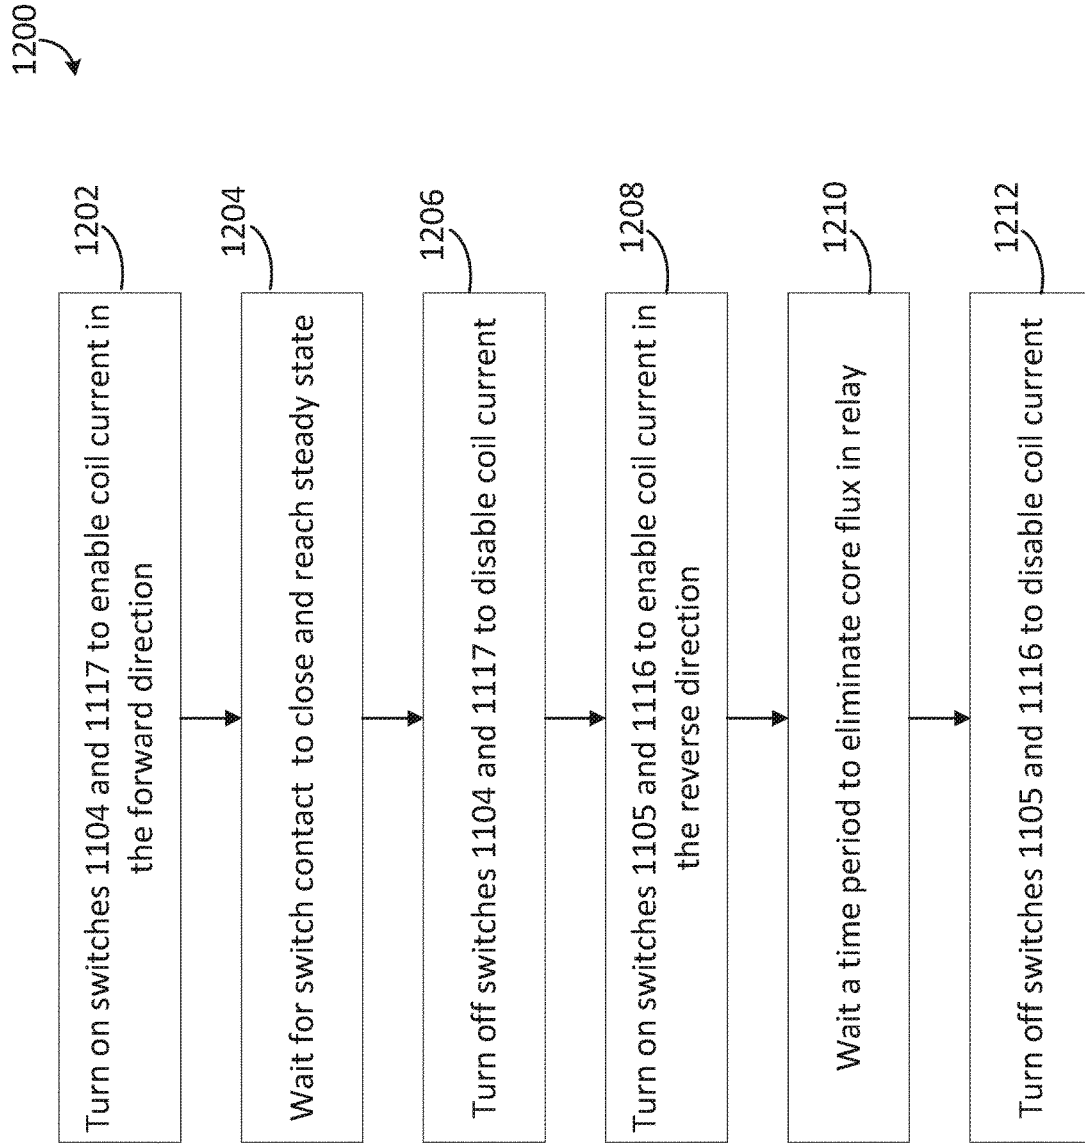 1200
Turn on switches 1104 and 1117 to enable coil current in
the forward direction
1202
Wait for switch contact to close and reach steady state
1204
Turn off switches 1104 and 1117 to disable coil current
1206
Turn on switches 1105 and 1116 to enable coil current in
the reverse direction
1208
Wait a time period to eliminate core flux in relay
1210
Turn off switches 1105 and 1116 to disable coil current
1212